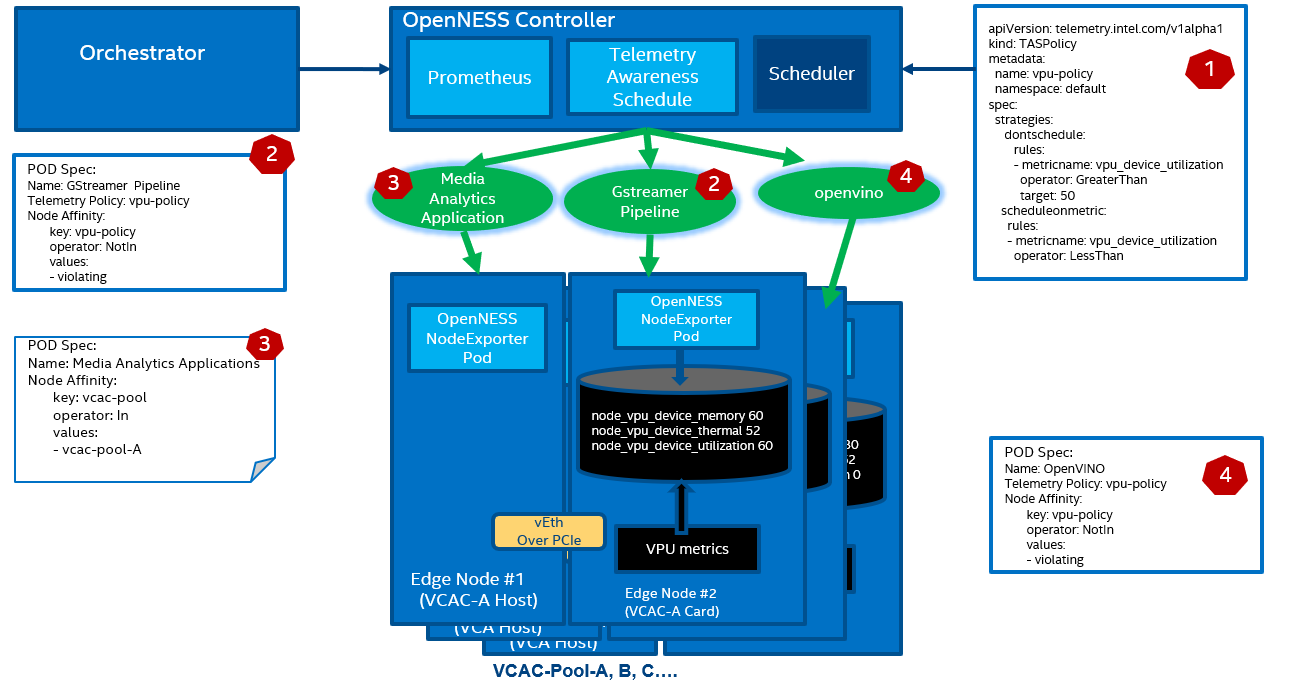 Orchestrator
OpenNESS Controller
Prometheus
Telemetry
Awareness
Schedule
Scheduler
apiVersion: telemetry.intel.com/v1alpha1
kind: TASPolicy
metadata:
name: vpu-policy
namespace: default
spec:
strategies:
dontschedule:
rules:
- metricname: vpu_device_utilization
operator: GreaterThan
target: 50
scheduleonmetric:
rules:
- metricname: vpu_device_utilization
operator: LessThan
1
POD Spec:
Name: GStreamer Pipeline
Telemetry Policy: vpu-policy
Node Affinity:
key: vpu-policy
operator: NotIn
values:
- violating
2
3
Media
Analytics
Application
Gstreamer
Pipeline
2
openvino
4
POD Spec:
Name: Media Analytics Applications
Node Affinity:
key: vcac-pool
operator: In
values:
- vcac-pool-A
3
OpenNESS
NodeExporter
Pod
OpenNESS
NodeExporter
Pod
node_vpu_device_memory 60
node_vpu_device_thermal 52
node_vpu_device_utilization 60
0
vEth
Over PCIe
VPU metrics
Edge Node #1
(VCAC-A Host)
Edge Node #2
(VCAC-A Card)
(VCA Host)
(VCA Host)
VCAC-Pool-A, B, C....
POD Spec:
Name: OpenVINO
Telemetry Policy: vpu-policy
Node Affinity:
key: vpu-policy
operator: NotIn
values:
- violating
4